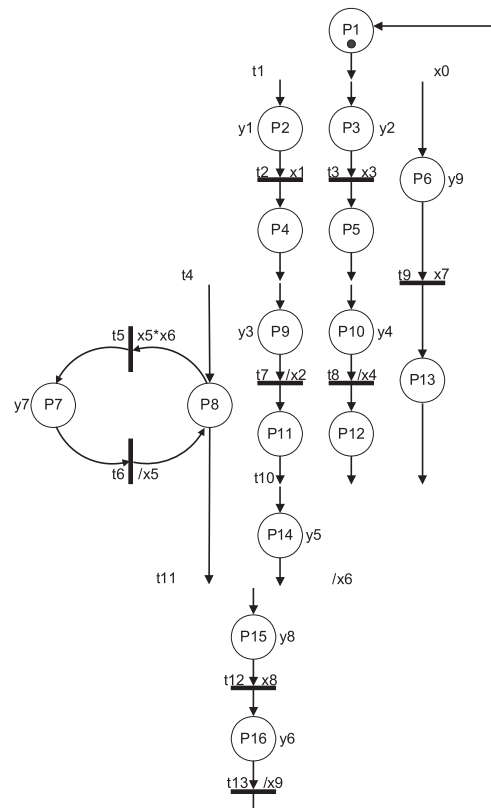 P1
t1 x0
y1 P2 P3 y2
P6 y9
t2 x1 t3 x3
P4 P5
t4 t9 x7
t5 x5*x6 y3 P9 P10 y4
t7 /x2 t8 /x4 P13
y7 P7 P8
P11 P12
t6 /x5 t10
P14 y5
t11 /x6
P15 y8
t12 x8
P16 y6
t13 /x9